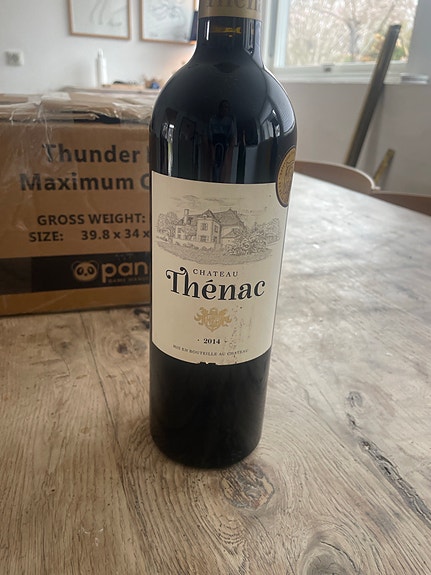 Thunder
Maximum
GROSS WEIGHT:
SIZE: 39.8 x 34 x
pan
CHATEAU
Thénac
2014
MIS EN BOUTEILLE AU CHATEAU